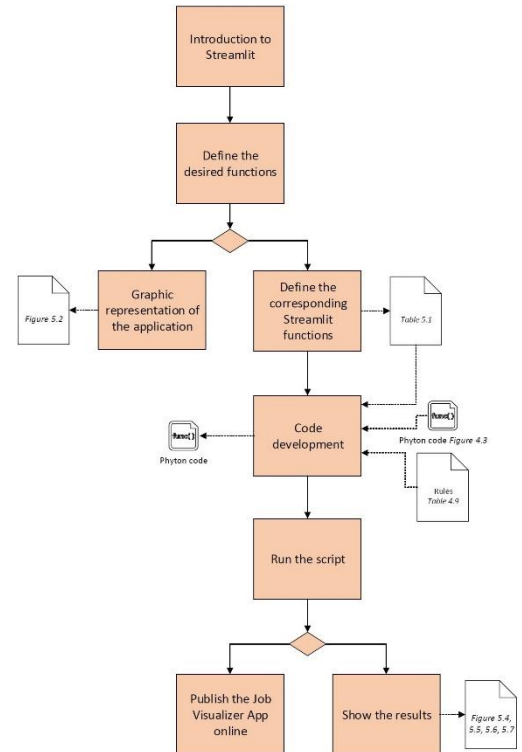 Introduction to
Streamlit
Define the
desired functions
Figure 5.2
Graphic
representation of
the application
Define the
corresponding
Streamlit
functions
Table 5.1
func()
Phyton code
Code
development
func()
Phyton code Figure 4.3
Rules
Table 4.9
Run the script
Publish the Job
Visualizer App
online
Show the results
Figure 5.4,
5.5, 5.6, 5.7